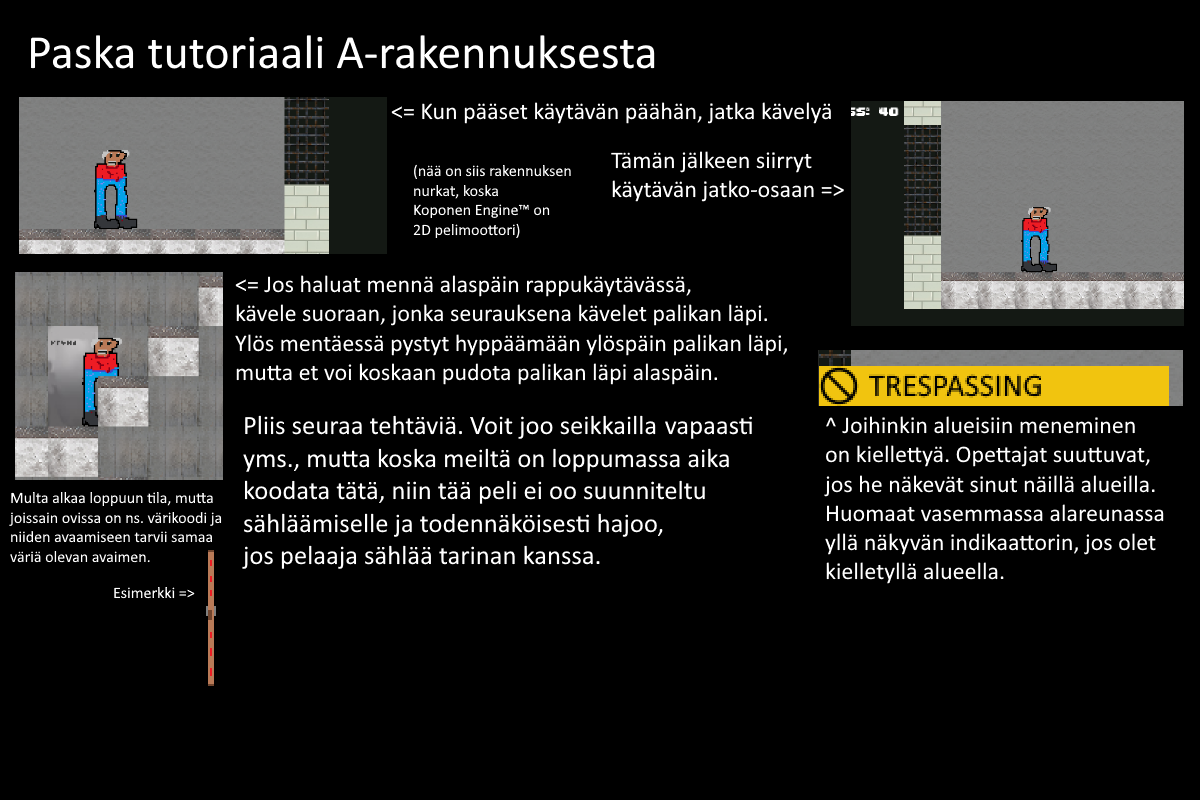 Paska tutoriaali A-rakennuksesta
<= Kun pääset käytävän päähän, jatka kävelyä
SS: 40
(nää on siis rakennuksen
nurkat, koska
Koponen Engine™ on
2D pelimoottori)
Tämän jälkeen siirryt
käytävän jatko-osaan =>
<= Jos haluat mennä alaspäin rappukäytävässä,
kävele suoraan, jonka seurauksena kävelet palikan läpi.
Ylös mentäessä pystyt hyppäämään ylöspäin palikan läpi,
mutta et voi koskaan pudota palikan läpi alaspäin.
TRESPASSING
Pliis seuraa tehtäviä. Voit joo seikkailla vapaasti
yms., mutta koska meiltä on loppumassa aika
koodata tätä, niin tää peli ei oo suunniteltu
sähläämiselle ja todennäköisesti hajoo,
jos pelaaja sählää tarinan kanssa.
^ Joihinkin alueisiin meneminen
on kiellettyä. Opettajat suuttuvat,
jos he näkevät sinut näillä alueilla.
Huomaat vasemmassa alareunassa
yllä näkyvän indikaattorin, jos olet
kielletyllä alueella.
Multa alkaa loppuun tila, mutta
joissain ovissa on ns. värikoodi ja
niiden avaamiseen tarvii samaa
väriä olevan avaimen.
Esimerkki =>